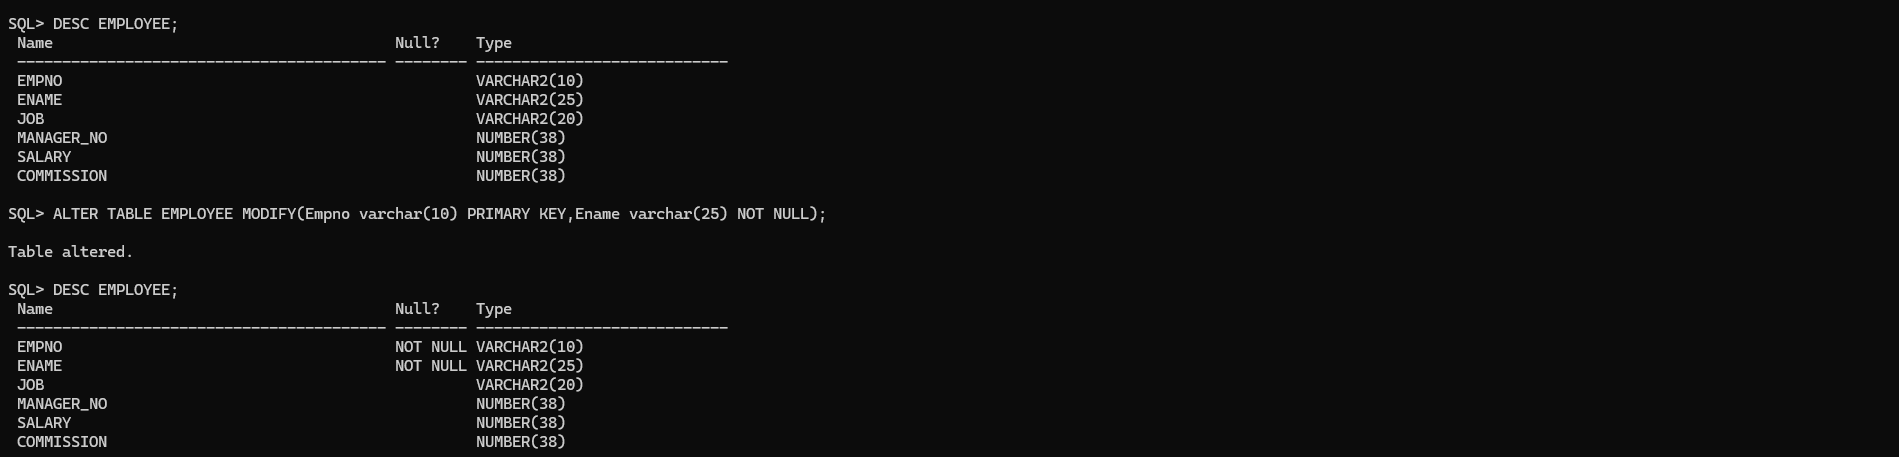 SQL> DESC EMPLOYEE;
 Name                                      Null?    Type
 ----------------------------------------- -------- ----------------------------
 EMPNO                                              VARCHAR2(10)
 ENAME                                              VARCHAR2(25)
 JOB                                                VARCHAR2(20)
 MANAGER_NO                                         NUMBER(38)
 SALARY                                             NUMBER(38)
 COMMISSION                                         NUMBER(38)

SQL> ALTER TABLE EMPLOYEE MODIFY(Empno varchar(10) PRIMARY KEY,Ename varchar(25) NOT NULL);

Table altered.

SQL> DESC EMPLOYEE;
 Name                                      Null?    Type
 ----------------------------------------- -------- ----------------------------
 EMPNO                                     NOT NULL VARCHAR2(10)
 ENAME                                     NOT NULL VARCHAR2(25)
 JOB                                                VARCHAR2(20)
 MANAGER_NO                                         NUMBER(38)
 SALARY                                             NUMBER(38)
 COMMISSION                                         NUMBER(38)